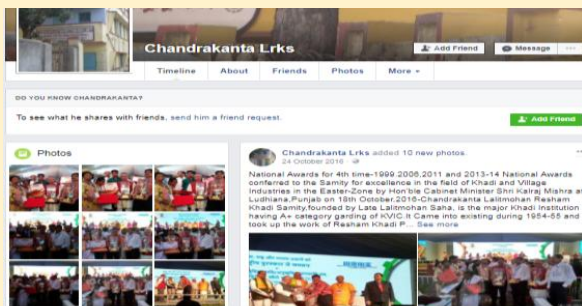 Chandrakanta Lrks
Add Friend
Message
Timeline About Friends Photos More
DO YOU KNOW CHANDRAKANTA?
To see what he shares with friends, send him a friend request.
Add Friend
Photos
Chandrakanta Lrks added 10 new photos.
24 October 2016
National Awards for 4th time-1999.2006,2011 and 2013-14 National Awards
conferred to the Samity for excellence in the field of Khadi and Village
Industries in the Easter-Zone by Hon'ble Cabinet Minister Shri Kalraj Mishra at
Ludhiana,Punjab on 18th October,2016-Chandrakanta Lalitmohan Resham
Khadi Samity,founded by Late Lalitmohan Saha, is the major Khadi Institution
having A+ category garding of KVIC.It Came into existing during 1954-55 and
took up the work of Resham Khadi P... See more